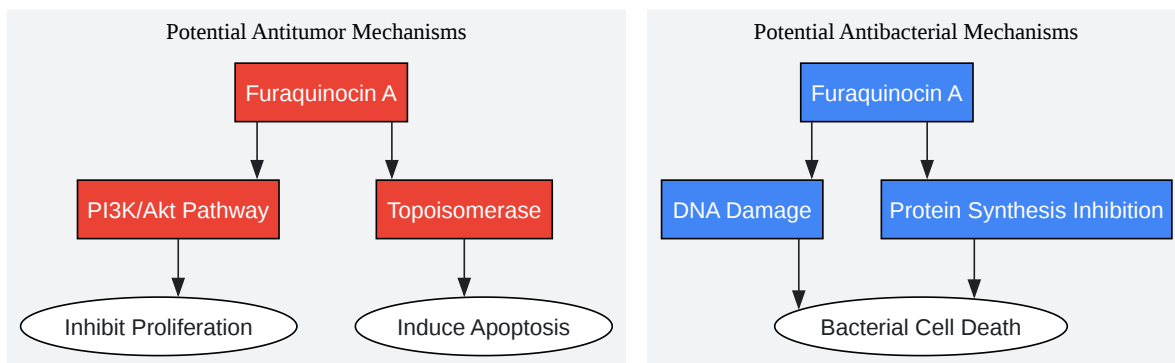 Potential Antitumor Mechanisms
Furaquinocin A
PI3K/Akt Pathway
Topoisomerase
Inhibit Proliferation
Induce Apoptosis
Potential Antibacterial Mechanisms
Furaquinocin A
DNA Damage
Protein Synthesis Inhibition
Bacterial Cell Death